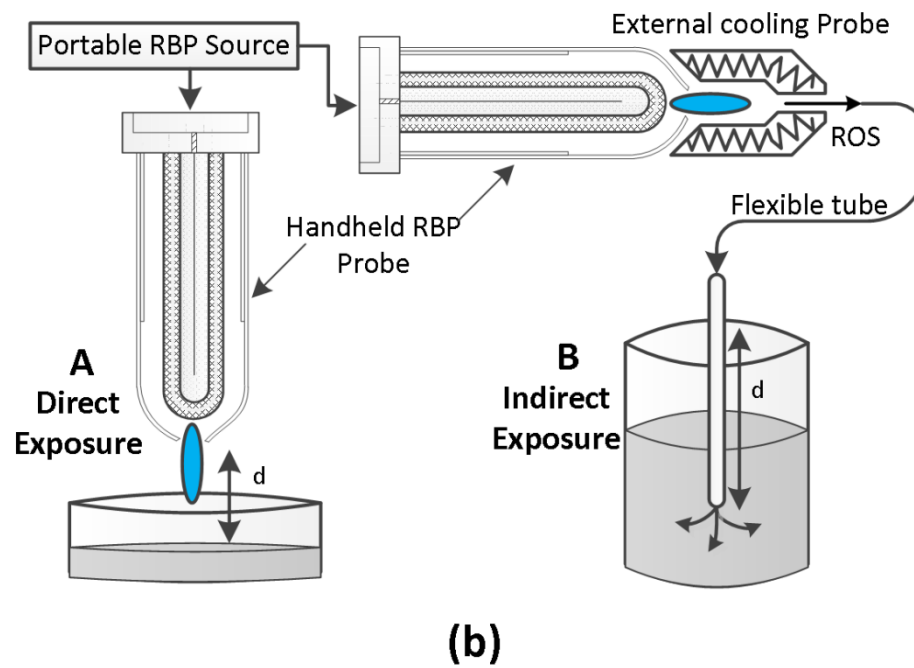 Portable RBP Source
External cooling Probe
ROS
Flexible tube
Handheld RBP
Probe
A
Direct
Exposure
d
B
Indirect
Exposure
d
(b)